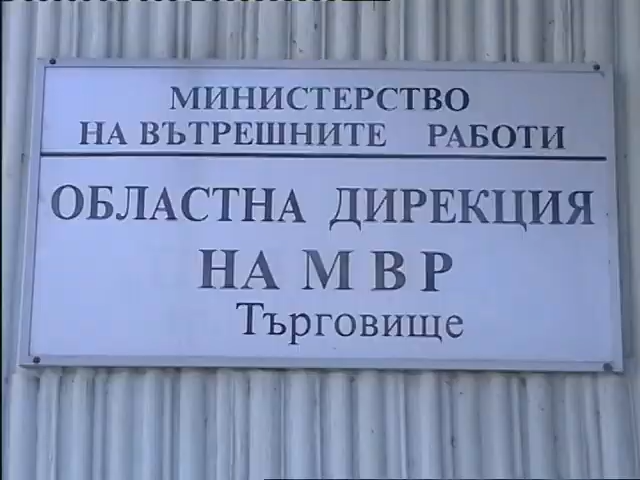 МИНИСТЕРСТВО
НА ВЪТРЕШНИТЕ РАБОТИ
ОБЛАСТНА ДИРЕКЦИЯ
НА МВР
Търговище